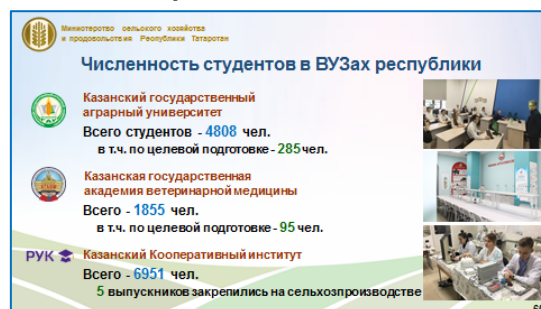 Министерство сельского хозяйства
и продовольствия Республики Татарстан
Численность студентов в ВУЗах республики
Казанский государственный
аграрный университет
Всего студентов - 4808 чел.
в т.ч. по целевой подготовке - 285 чел.
Казанская государственная
академия ветеринарной медицины
Всего - 1855 чел.
в т.ч. по целевой подготовке - 95 чел.
РУК Казанский Кооперативный институт
Всего - 6951 чел.
5 выпускников закрепились на сельхозпроизводстве